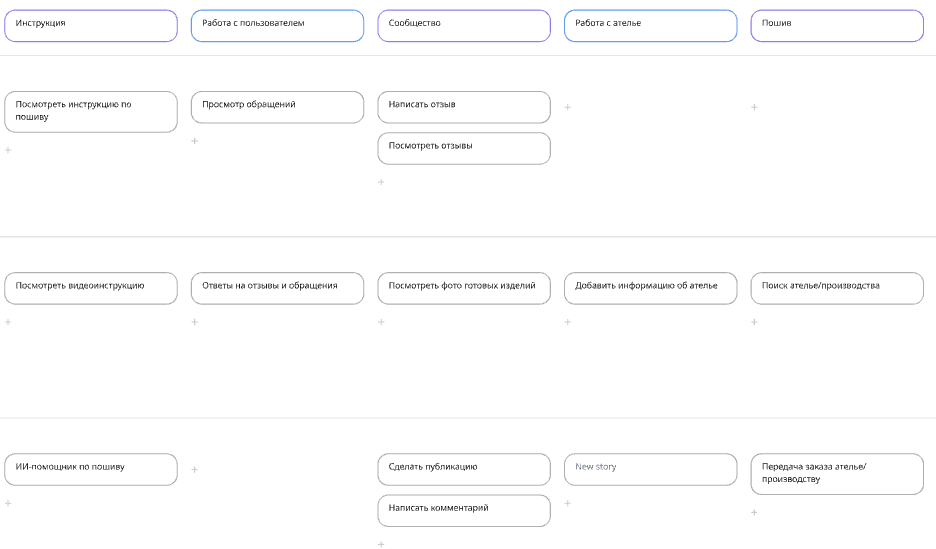 Инструкция
Работа с пользователем
Сообщество
Работа с ателье
Пошив
Посмотреть инструкцию по
пошиву
Просмотр обращений
Написать отзыв
+
+
+
+
Посмотреть отзывы
+
Посмотреть видеоинструкцию
Ответы на отзывы и обращения
Посмотреть фото готовых изделий
Добавить информацию об ателье
Поиск ателье/производства
+
+
+
+
+
ИИ-помощник по пошиву
+
Сделать публикацию
New story
Передача заказа ателье/
производству
+
Написать комментарий
+
+
+